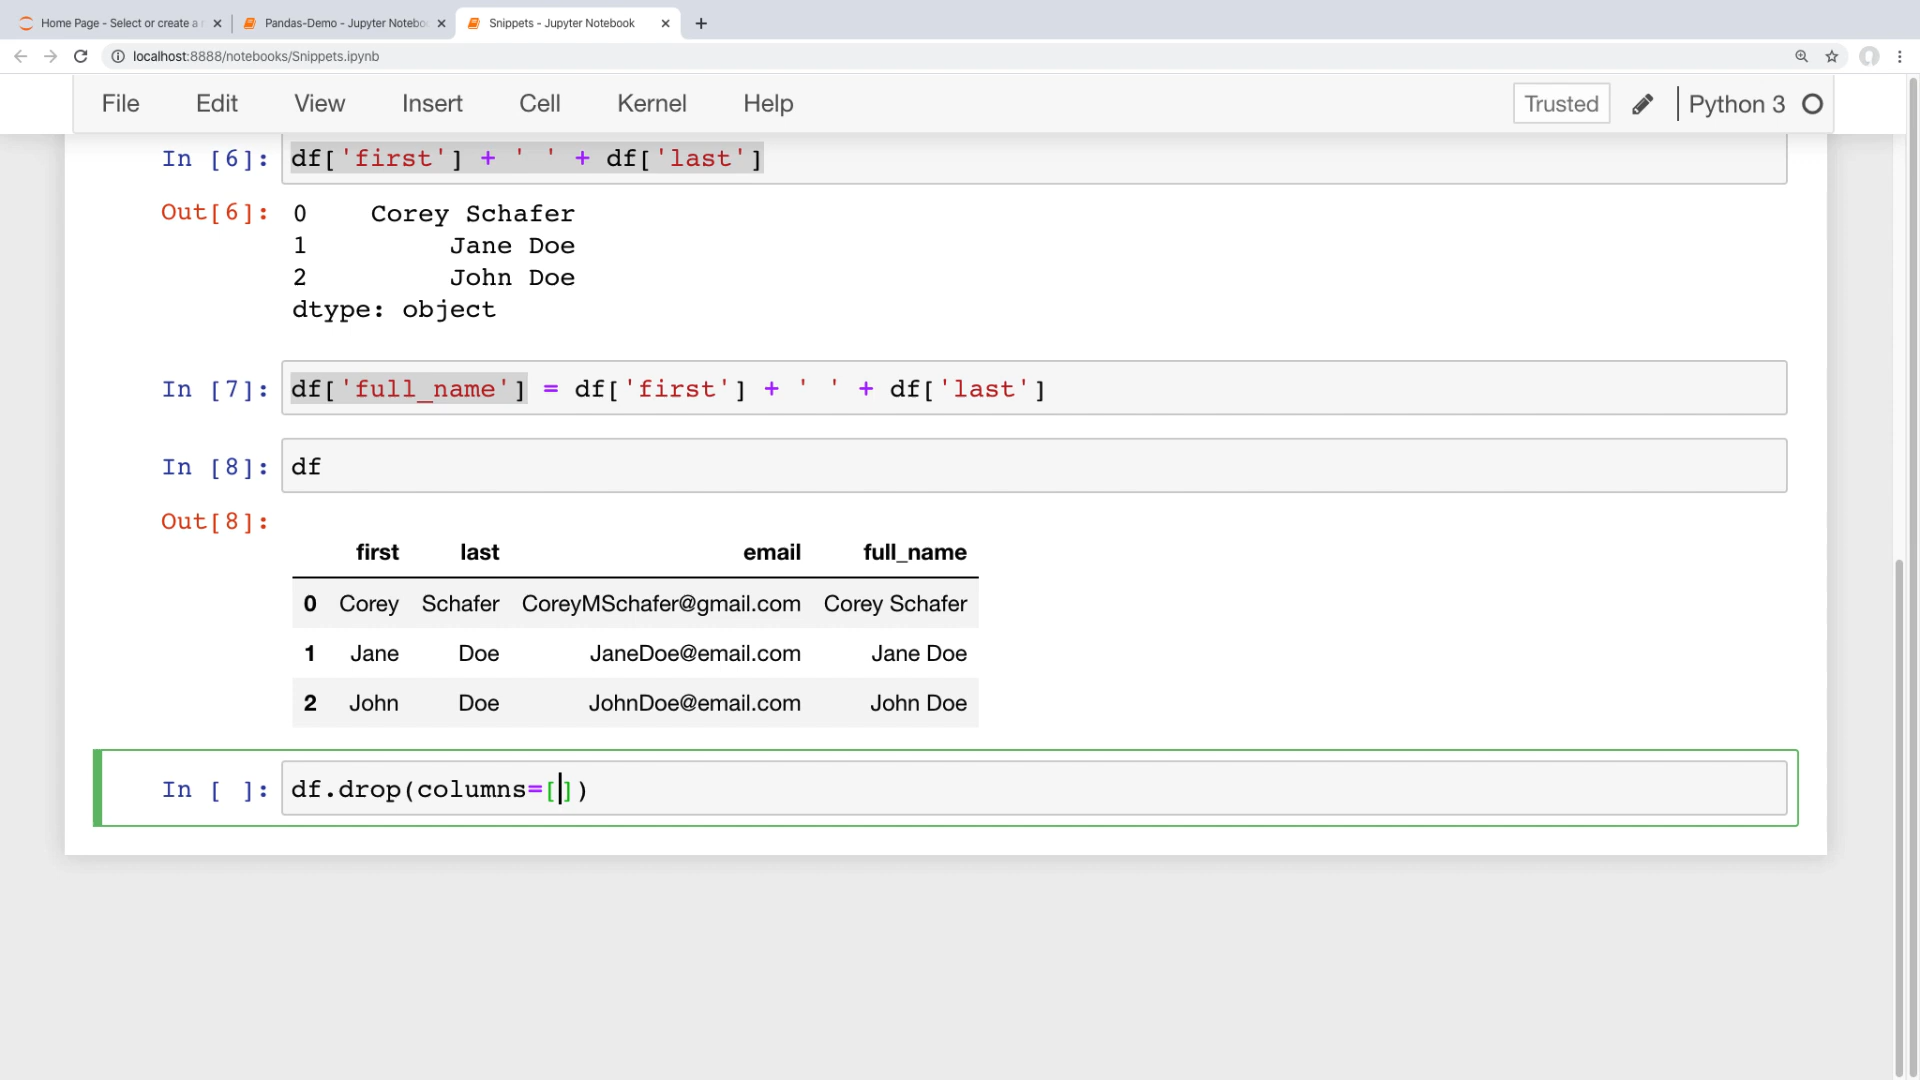 Home Page - Select or create a
Pandas-Demo - Jupyter Notebo
Snippets - Jupyter Notebook
localhost:8888/notebooks/Snippets.ipynb
File Edit View Insert Cell Kernel Help Trusted Python 3
In [6]: df['first'] + ' ' + df['last']
Out[6]: 0 Corey Schafer
1 Jane Doe
2 John Doe
dtype: object
In [7]: df['full_name'] = df['first'] + ' ' + df['last']
In [8]: df
Out[8]:
first last email full_name
0 Corey Schafer CoreyMSchafer@gmail.com Corey Schafer
1 Jane Doe JaneDoe@email.com Jane Doe
2 John Doe JohnDoe@email.com John Doe
In [ ]: df.drop(columns=[])